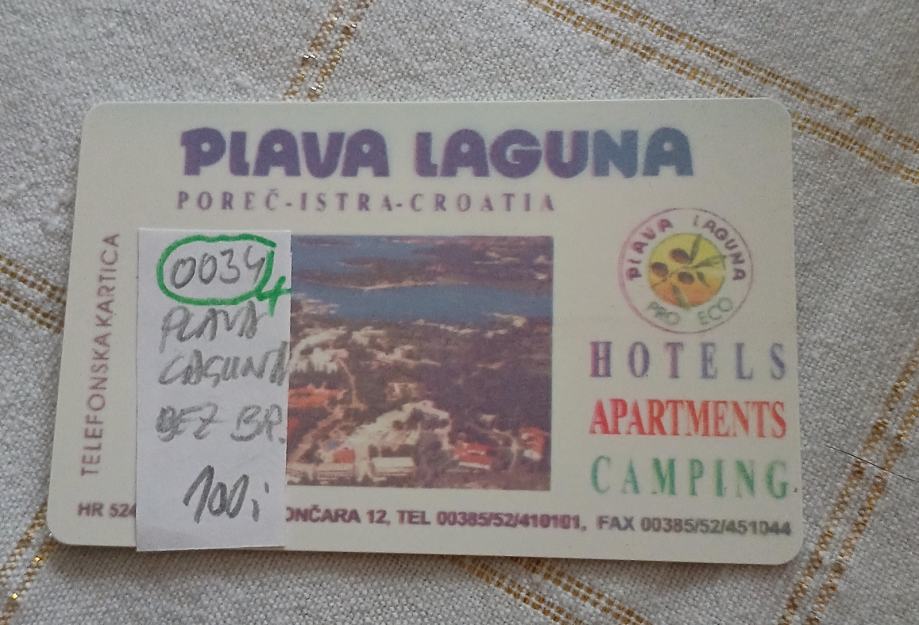 PLAVA LAGUNA
POREČ-ISTRA-CROATIA
TELEFONSKA KARTICA
0034
4
PLAVA
LAGUNA
BEZ BR.
100i
PLAVA LAGUNA
PRO ECO
HOTELS
APARTMENTS
CAMPING
HR 524
ONČARA 12, TEL 00385/52/410101, FAX 00385/52/451044